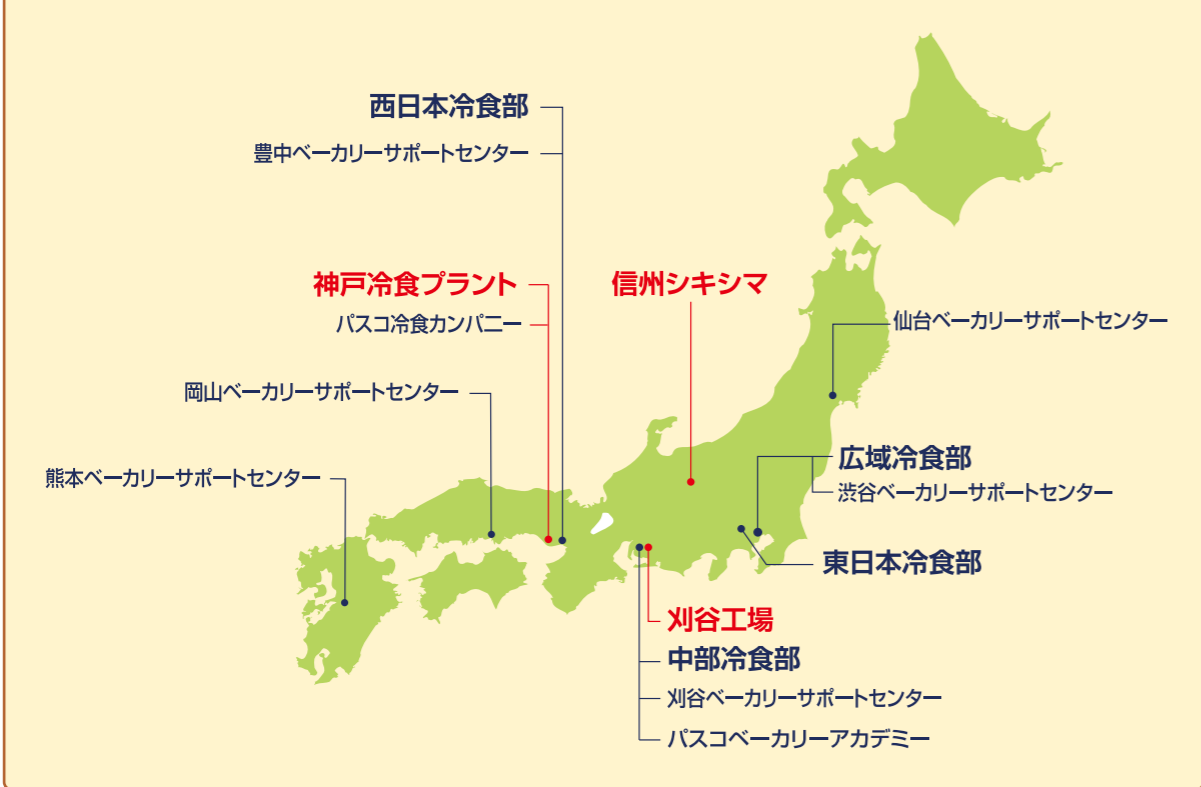 西日本冷食部
豊中ベーカリーサポートセンター
神戸冷食プラント
パスコ冷食カンパニー
岡山ベーカリーサポートセンター
熊本ベーカリーサポートセンター
信州シキシマ
仙台ベーカリーサポートセンター
広域冷食部
渋谷ベーカリーサポートセンター
東日本冷食部
刈谷工場
中部冷食部
刈谷ベーカリーサポートセンター
パスコベーカリーアカデミー